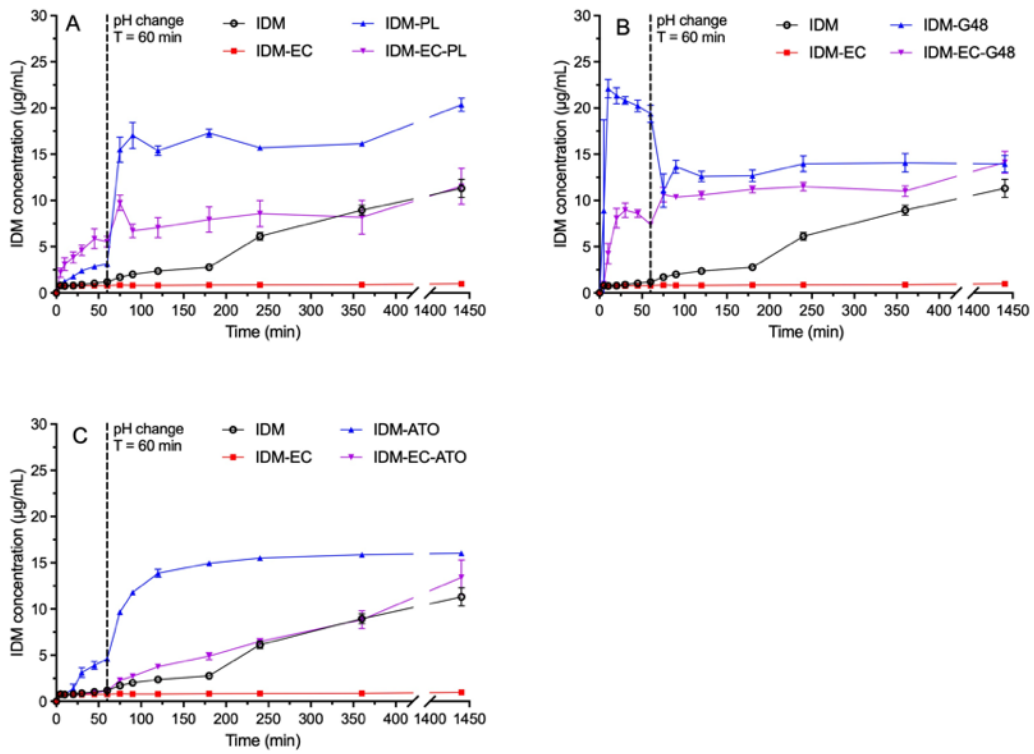 A
pH change
T = 60 min
IDM
IDM-EC
IDM-PL
IDM-EC-PL
IDM concentration (µg/mL)
30
25
20
15
10
5
0
0 50 100 150 200 250 300 350 400 1400 1450
Time (min)
B
pH change
T = 60 min
IDM
IDM-EC
IDM-G48
IDM-EC-G48
IDM concentration (µg/mL)
30
25
20
15
10
5
0
0 50 100 150 200 250 300 350 400 1400 1450
Time (min)
C
pH change
T = 60 min
IDM
IDM-EC
IDM-ATO
IDM-EC-ATO
IDM concentration (µg/mL)
30
25
20
15
10
5
0
0 50 100 150 200 250 300 350 400 1400 1450
Time (min)